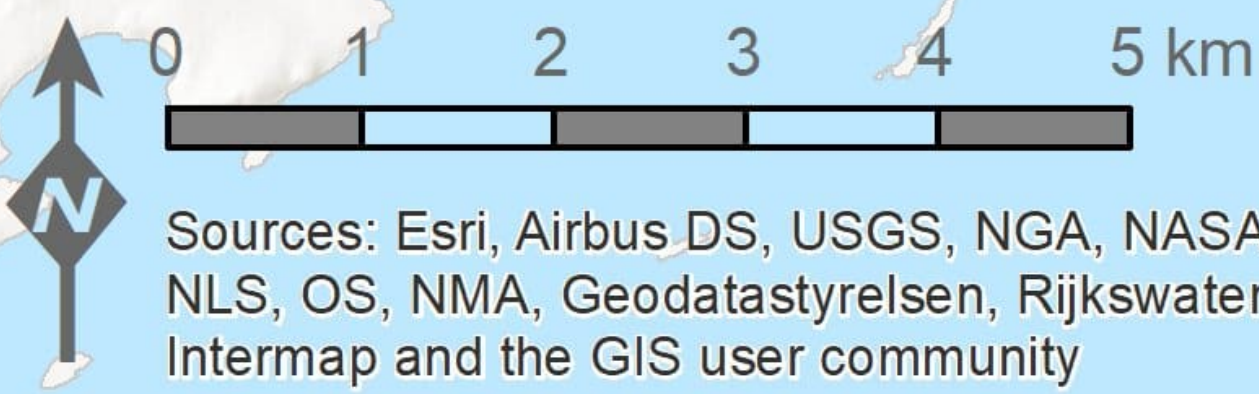 0 1 2 3 4 5 km
N
Sources: Esri, Airbus DS, USGS, NGA, NASA
NLS, OS, NMA, Geodatastyrelsen, Rijkswater
Intermap and the GIS user community